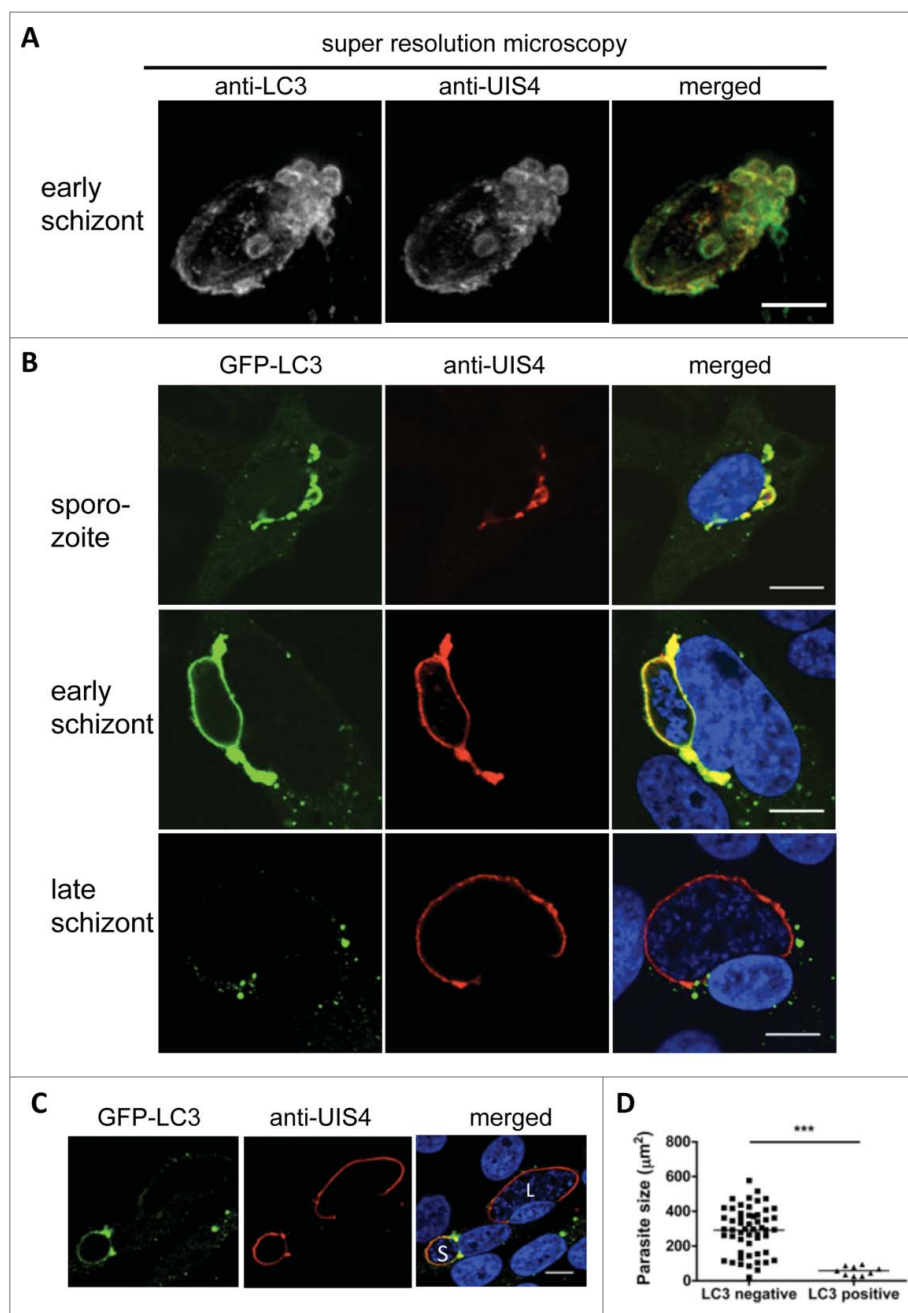 A
super resolution microscopy
anti-LC3 anti-UIS4 merged
early
schizont
B
GFP-LC3 anti-UIS4 merged
sporo-
zoite
early
schizont
late
schizont
C
GFP-LC3 anti-UIS4 merged
L
S
D
***
Parasite size (μm²)
800
600
400
200
0
LC3 negative LC3 positive